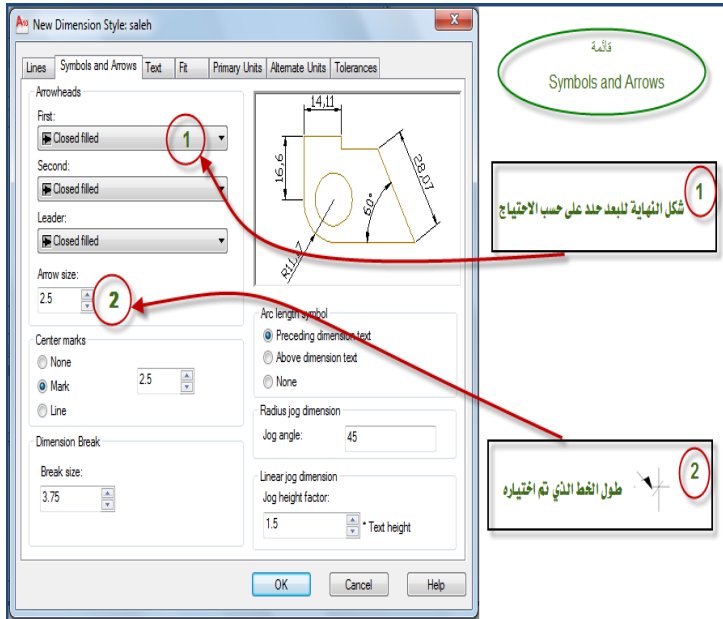 New Dimension Style: saleh
Lines Symbols and Arrows Text Fit Primary Units Alternate Units Tolerances
Arrowheads
First:
Closed filled
1
Second:
Closed filled
Leader:
Closed filled
Arrow size:
2.5
2
Center marks
None
Mark
2.5
Line
Dimension Break
Break size:
3.75
14,11
16,6
28,07
60°
R11,7
Arc length symbol
Preceding dimension text
Above dimension text
None
Radius jog dimension
Jog angle:
45
Linear jog dimension
Jog height factor:
1.5
* Text height
OK Cancel Help
قائمة
Symbols and Arrows
1
شكل النهاية للبعد حدد على حسب الاحتياج
2
طول الخط الذي تم اختياره